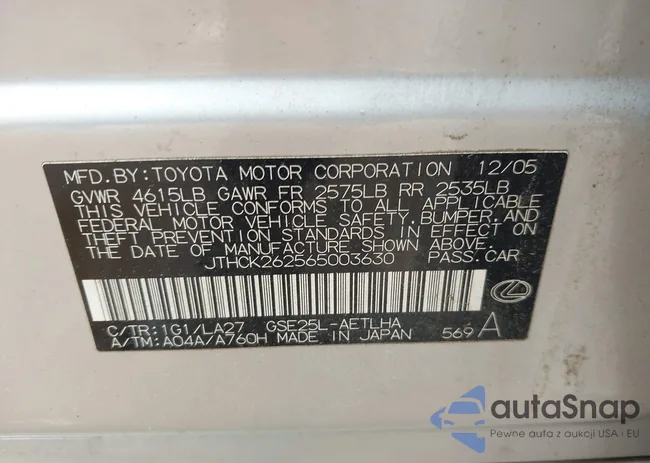 MFD.BY:TOYOTA MOTOR CORPORATION 12/05
GVWR 4615LB GAWR FR 2575LB RR 2535LB
THIS VEHICLE CONFORMS TO ALL APPLICABLE
FEDERAL MOTOR VEHICLE SAFETY,BUMPER,AND
THEFT PREVENTION STANDARDS IN EFFECT ON
THE DATE OF MANUFACTURE SHOWN ABOVE.
JTHCK262565003630 PASS.CAR
C/TR:1G1/LA27 GSE25L-AETLHA
A/TM:A04A/A760H MADE IN JAPAN 569 A
autaSnap
Pewne auta z aukcji USA i EU